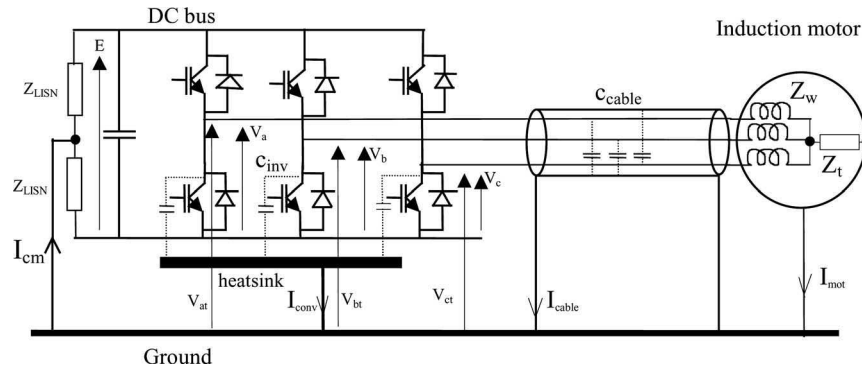 DC bus
Induction motor
E
Z_LISN
Z_LISN
V_a
V_b
V_c
c_inv
c_cable
Z_w
Z_t
I_cm
heatsink
V_at
I_conv
V_bt
V_ct
I_cable
I_mot
Ground